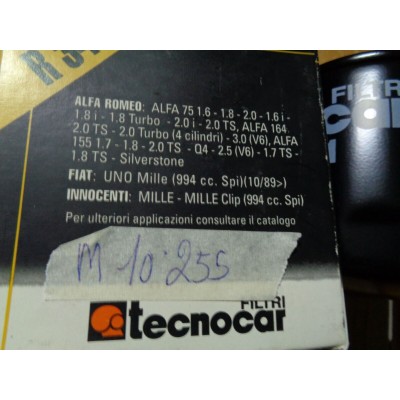 ALFA ROMEO: ALFA 75 1.6 - 1.8 - 2.0 - 1.6 i -
1.8 i - 1.8 Turbo - 2.0 i - 2.0 TS, ALFA 164
2.0 TS - 2.0 Turbo (4 cilindri) - 3.0 (V6), ALFA
155 1.7 - 1.8 - 2.0 TS - Q4 - 2.5 (V6) - 1.7 TS -
1.8 TS - Silverstone
FIAT: UNO Mille (994 cc. Spi)(10/89>)
INNOCENTI: MILLE - MILLE Clip (994 cc. Spi)
Per ulteriori applicazioni consultare il catalogo
M 10.255
FILTRI
tecnocar
FILTRI
car